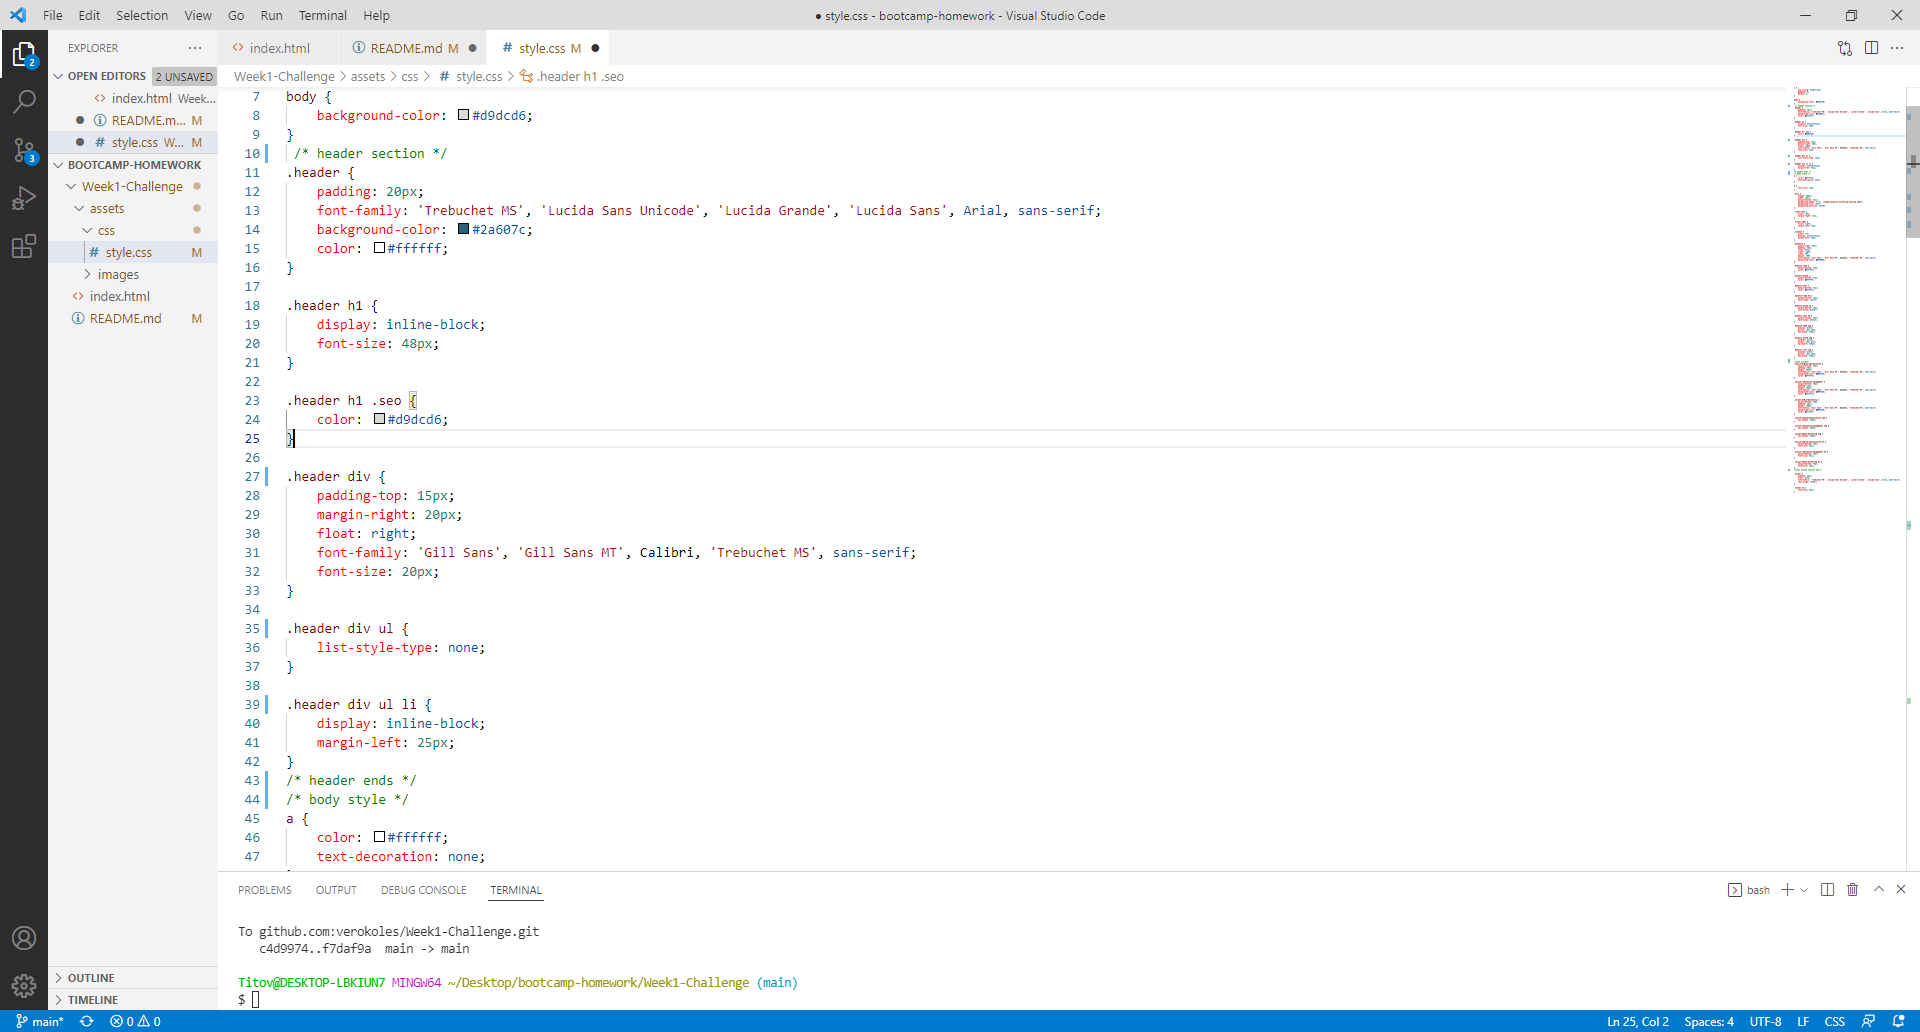 File Edit Selection View Go Run Terminal Help
● style.css - bootcamp-homework - Visual Studio Code
EXPLORER
OPEN EDITORS 2 UNSAVED
index.html Week...
README.m... M
# style.css W... M
BOOTCAMP-HOMEWORK
Week1-Challenge
assets
css
# style.css M
images
index.html
README.md M
OUTLINE
TIMELINE
2
3
index.html
README.md M
# style.css M
Week1-Challenge > assets > css > # style.css > .header h1 .seo
7 body {
8 background-color: #d9dcd6;
9 }
10 /* header section */
11 .header {
12 padding: 20px;
13 font-family: 'Trebuchet MS', 'Lucida Sans Unicode', 'Lucida Grande', 'Lucida Sans', Arial, sans-serif;
14 background-color: #2a607c;
15 color: #ffffff;
16 }
17
18 .header h1 {
19 display: inline-block;
20 font-size: 48px;
21 }
22
23 .header h1 .seo {
24 color: #d9dcd6;
25 }
26
27 .header div {
28 padding-top: 15px;
29 margin-right: 20px;
30 float: right;
31 font-family: 'Gill Sans', 'Gill Sans MT', Calibri, 'Trebuchet MS', sans-serif;
32 font-size: 20px;
33 }
34
35 .header div ul {
36 list-style-type: none;
37 }
38
39 .header div ul li {
40 display: inline-block;
41 margin-left: 25px;
42 }
43 /* header ends */
44 /* body style */
45 a {
46 color: #ffffff;
47 text-decoration: none;
PROBLEMS OUTPUT DEBUG CONSOLE TERMINAL
bash
To github.com:verokoles/Week1-Challenge.git
c4d9974..f7daf9a main -> main
Titov@DESKTOP-LBKIUN7 MINGW64 ~/Desktop/bootcamp-homework/Week1-Challenge (main)
$
main* 0 0
Ln 25, Col 2 Spaces: 4 UTF-8 LF CSS